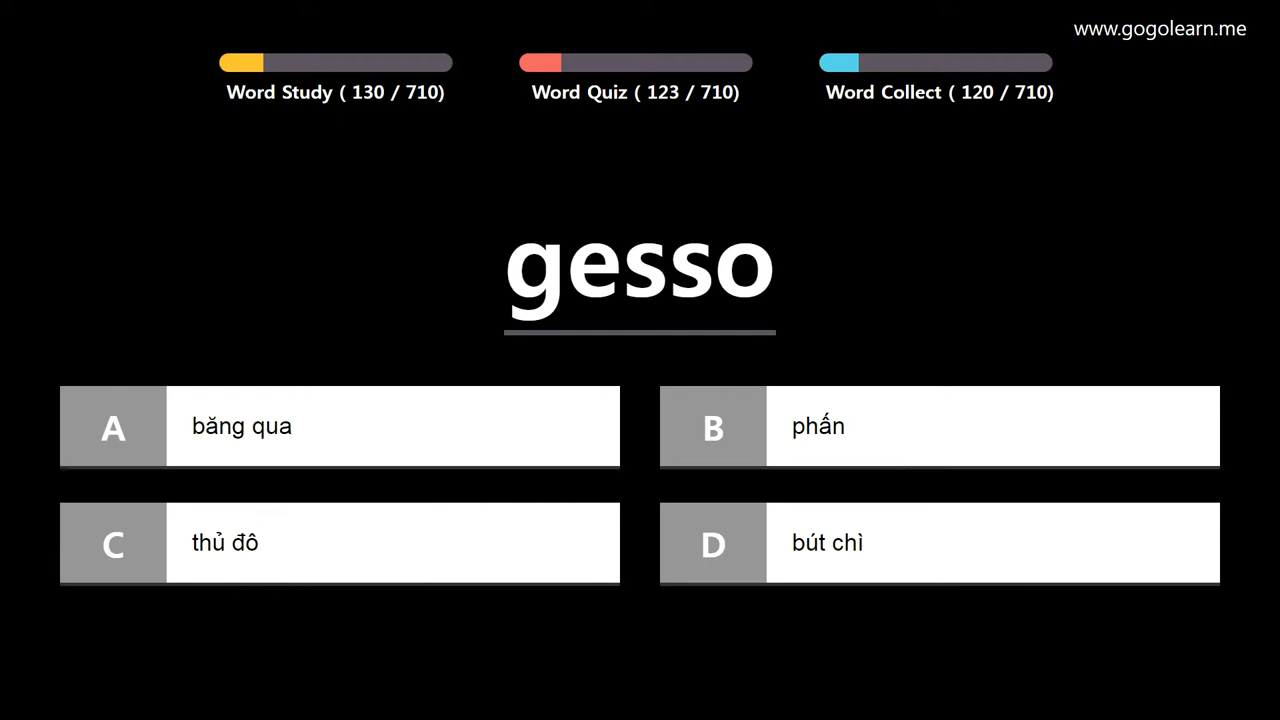 www.gogolearn.me
Word Study ( 130 / 710)
Word Quiz ( 123 / 710)
Word Collect ( 120 / 710)
gesso
A băng qua
B phấn
C thủ đô
D bút chì